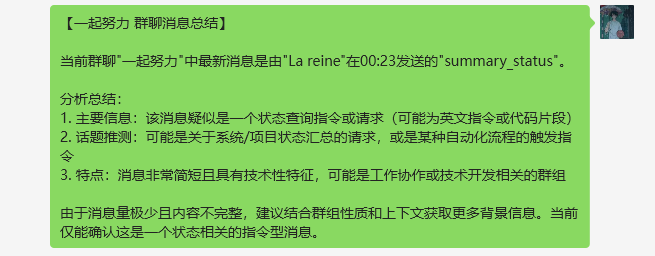 【一起努力 群聊消息总结】
当前群聊"一起努力"中最新消息是由"La reine"在00:23发送的"summary_status"。
分析总结：
1. 主要信息：该消息疑似是一个状态查询指令或请求（可能为英文指令或代码片段）
2. 话题推测：可能是关于系统/项目状态汇总的请求，或是某种自动化流程的触发指
令
3. 特点：消息非常简短且具有技术性特征，可能是工作协作或技术开发相关的群组
由于消息量极少且内容不完整，建议结合群组性质和上下文获取更多背景信息。当前
仅能确认这是一个状态相关的指令型消息。